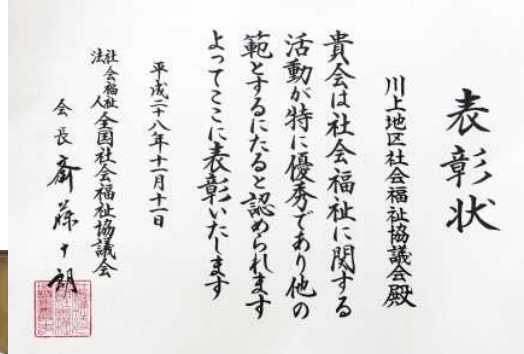 表彰状
川上地区社会福祉協議会殿
貴会は社会福祉に関する
活動が特に優秀であり他の
範とするにたると認められます
よってここに表彰いたします
平成二十八年十一月十一日
社会福祉法人全国社会福祉協議会
会長 斎藤十朗